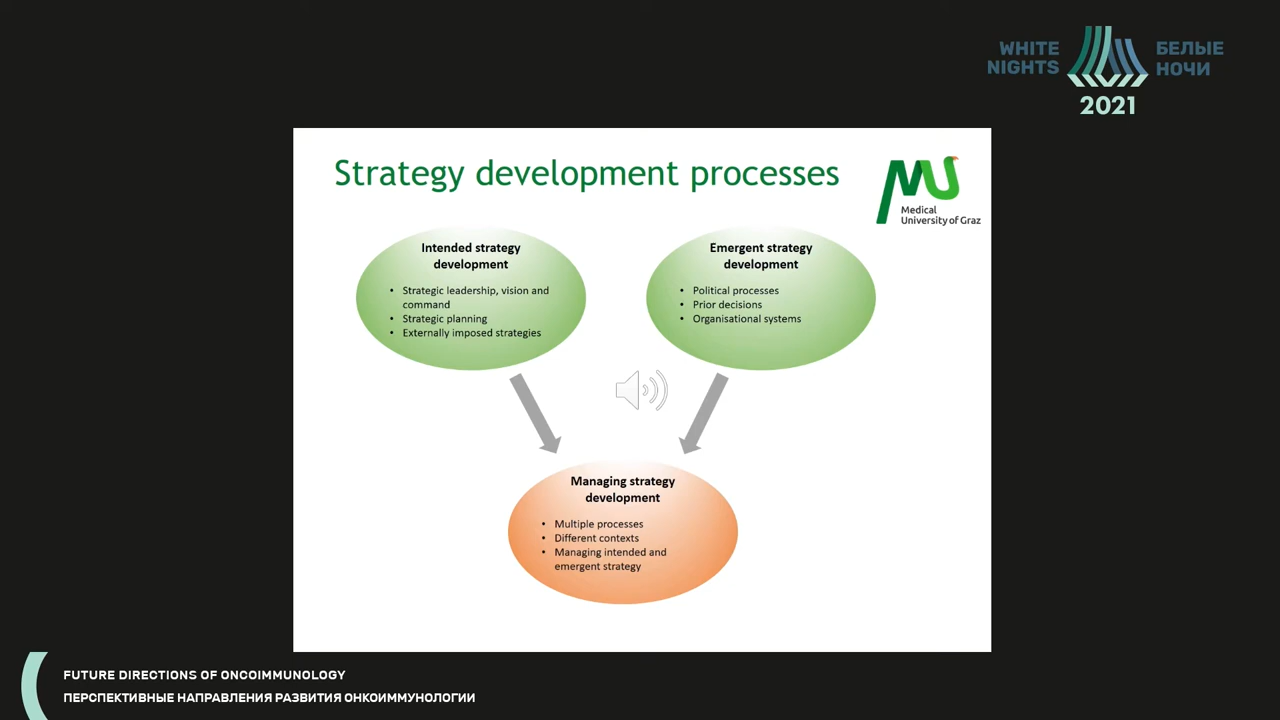 WHITE
NIGHTS
БЕЛЫЕ
НОЧИ
2021
Strategy development processes
Medical
University of Graz
Intended strategy
development
• Strategic leadership, vision and
command
• Strategic planning
• Externally imposed strategies
Emergent strategy
development
• Political processes
• Prior decisions
• Organisational systems
Managing strategy
development
• Multiple processes
• Different contexts
• Managing intended and
emergent strategy
FUTURE DIRECTIONS OF ONCOIMMUNOLOGY
ПЕРСПЕКТИВНЫЕ НАПРАВЛЕНИЯ РАЗВИТИЯ ОНКОИММУНОЛОГИИ